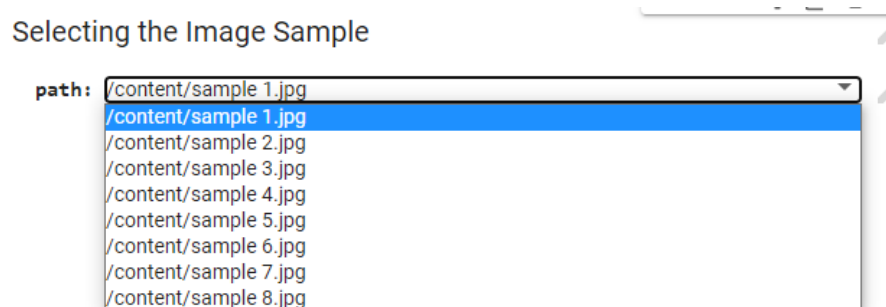 Selecting the Image Sample
path: /content/sample 1.jpg
/content/sample 1.jpg
/content/sample 2.jpg
/content/sample 3.jpg
/content/sample 4.jpg
/content/sample 5.jpg
/content/sample 6.jpg
/content/sample 7.jpg
/content/sample 8.jpg